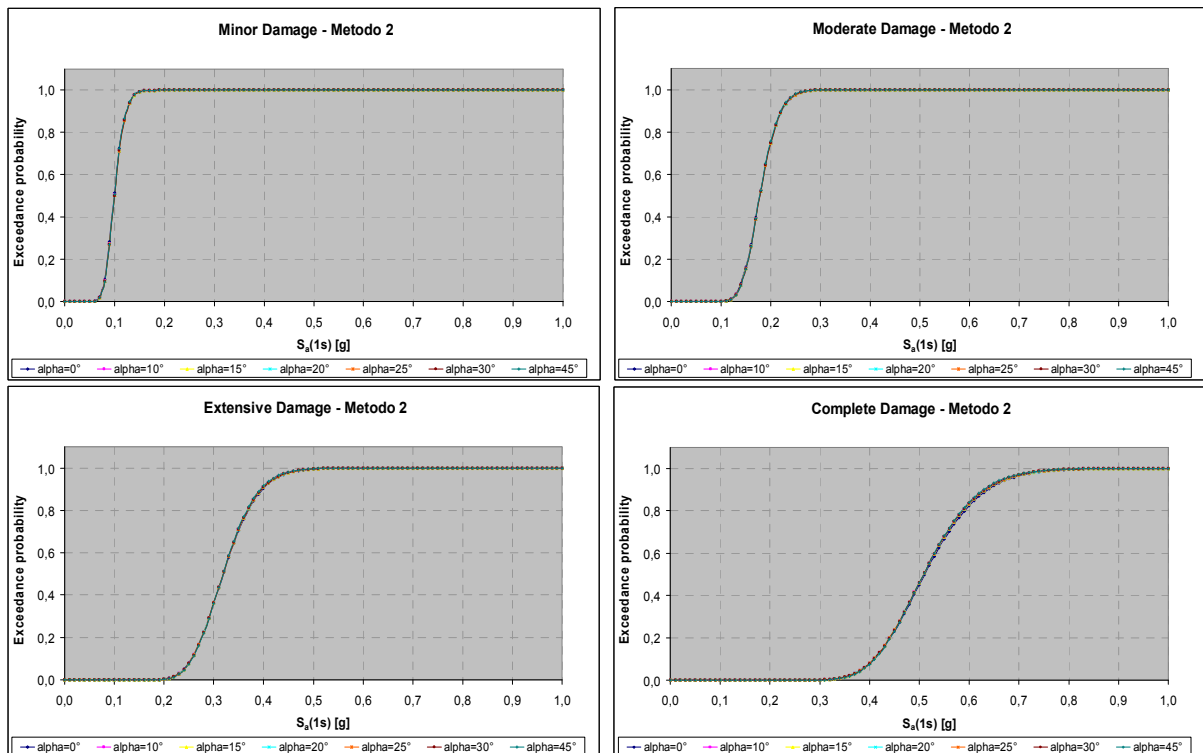 Minor Damage - Metodo 2
Exceedance probability
1,0
0,8
0,6
0,4
0,2
0,0
0,0 0,1 0,2 0,3 0,4 0,5 0,6 0,7 0,8 0,9 1,0
Sa(1s) [g]
alpha=0° alpha=10° alpha=15° alpha=20° alpha=25° alpha=30° alpha=45°
Moderate Damage - Metodo 2
Exceedance probability
1,0
0,8
0,6
0,4
0,2
0,0
0,0 0,1 0,2 0,3 0,4 0,5 0,6 0,7 0,8 0,9 1,0
Sa(1s) [g]
alpha=0° alpha=10° alpha=15° alpha=20° alpha=25° alpha=30° alpha=45°
Extensive Damage - Metodo 2
Exceedance probability
1,0
0,8
0,6
0,4
0,2
0,0
0,0 0,1 0,2 0,3 0,4 0,5 0,6 0,7 0,8 0,9 1,0
Sa(1s) [g]
alpha=0° alpha=10° alpha=15° alpha=20° alpha=25° alpha=30° alpha=45°
Complete Damage - Metodo 2
Exceedance probability
1,0
0,8
0,6
0,4
0,2
0,0
0,0 0,1 0,2 0,3 0,4 0,5 0,6 0,7 0,8 0,9 1,0
Sa(1s) [g]
alpha=0° alpha=10° alpha=15° alpha=20° alpha=25° alpha=30° alpha=45°